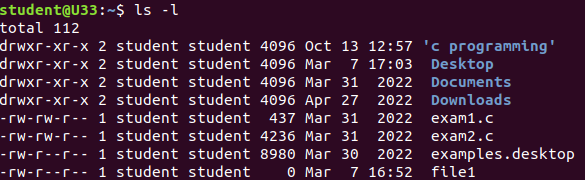 student@U33:~$ ls -l
total 112
drwxr-xr-x 2 student student 4096 Oct 13 12:57 'c programming'
drwxr-xr-x 2 student student 4096 Mar  7 17:03 Desktop
drwxr-xr-x 2 student student 4096 Mar 31  2022 Documents
drwxr-xr-x 2 student student 4096 Apr 27  2022 Downloads
-rw-rw-r-- 1 student student  437 Mar 31  2022 exam1.c
-rw-rw-r-- 1 student student 4236 Mar 31  2022 exam2.c
-rw-r--r-- 1 student student 8980 Mar 30  2022 examples.desktop
-rw-r--r-- 1 student student    0 Mar  7 16:52 file1